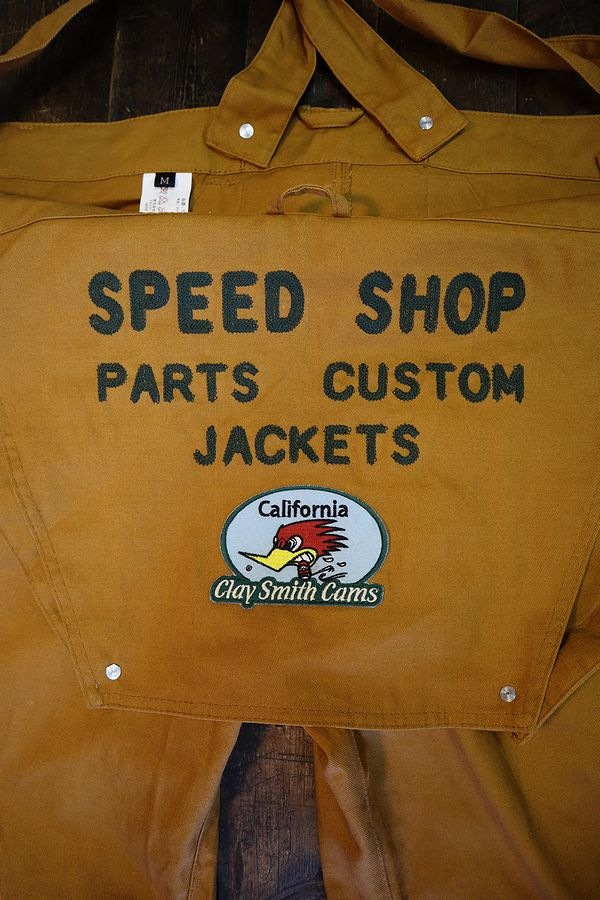 M
SPEED SHOP
PARTS CUSTOM
JACKETS
California
®
Clay Smith Cams